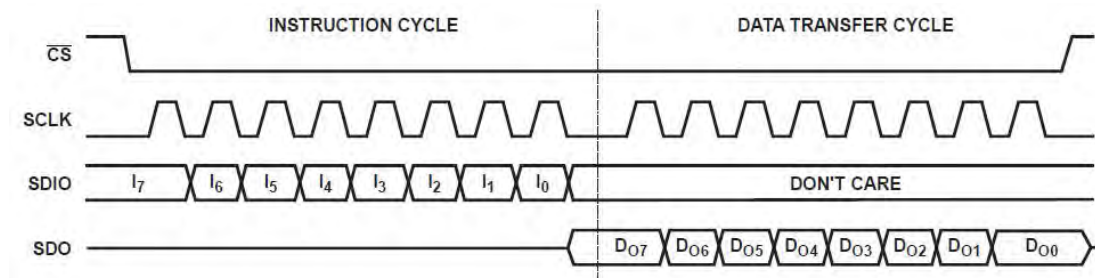 INSTRUCTION CYCLE DATA TRANSFER CYCLE
CS
SCLK
SDIO I7 I6 I5 I4 I3 I2 I1 I0 DON'T CARE
SDO DO7 DO6 DO5 DO4 DO3 DO2 DO1 DO0